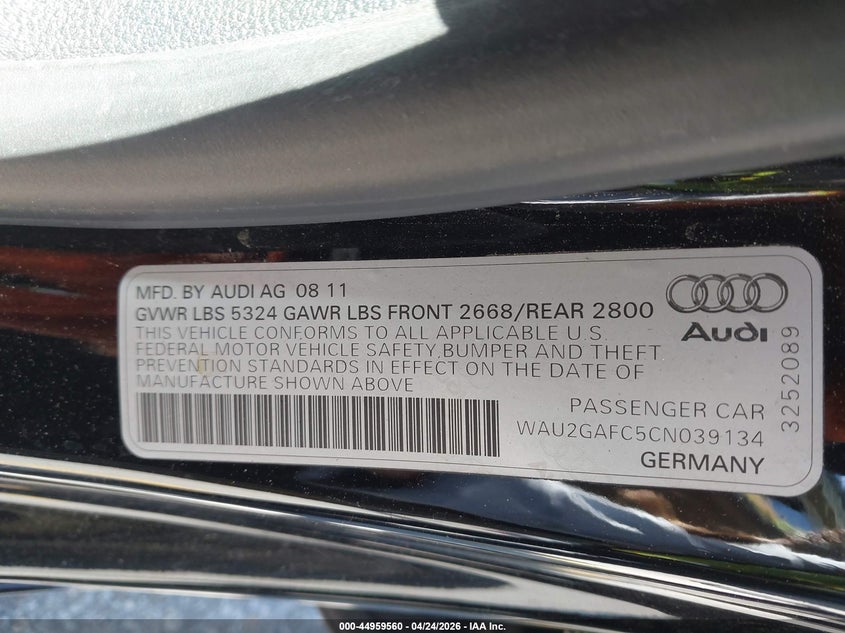 MFD. BY AUDI AG 08 11
GVWR LBS 5324 GAWR LBS FRONT 2668/REAR 2800
THIS VEHICLE CONFORMS TO ALL APPLICABLE U.S.
FEDERAL MOTOR VEHICLE SAFETY,BUMPER AND THEFT
PREVENTION STANDARDS IN EFFECT ON THE DATE OF
MANUFACTURE SHOWN ABOVE
PASSENGER CAR
WAU2GAFC5CN039134
GERMANY
Audi
3252089
000-44959560 - 04/24/2026 - IAA Inc.